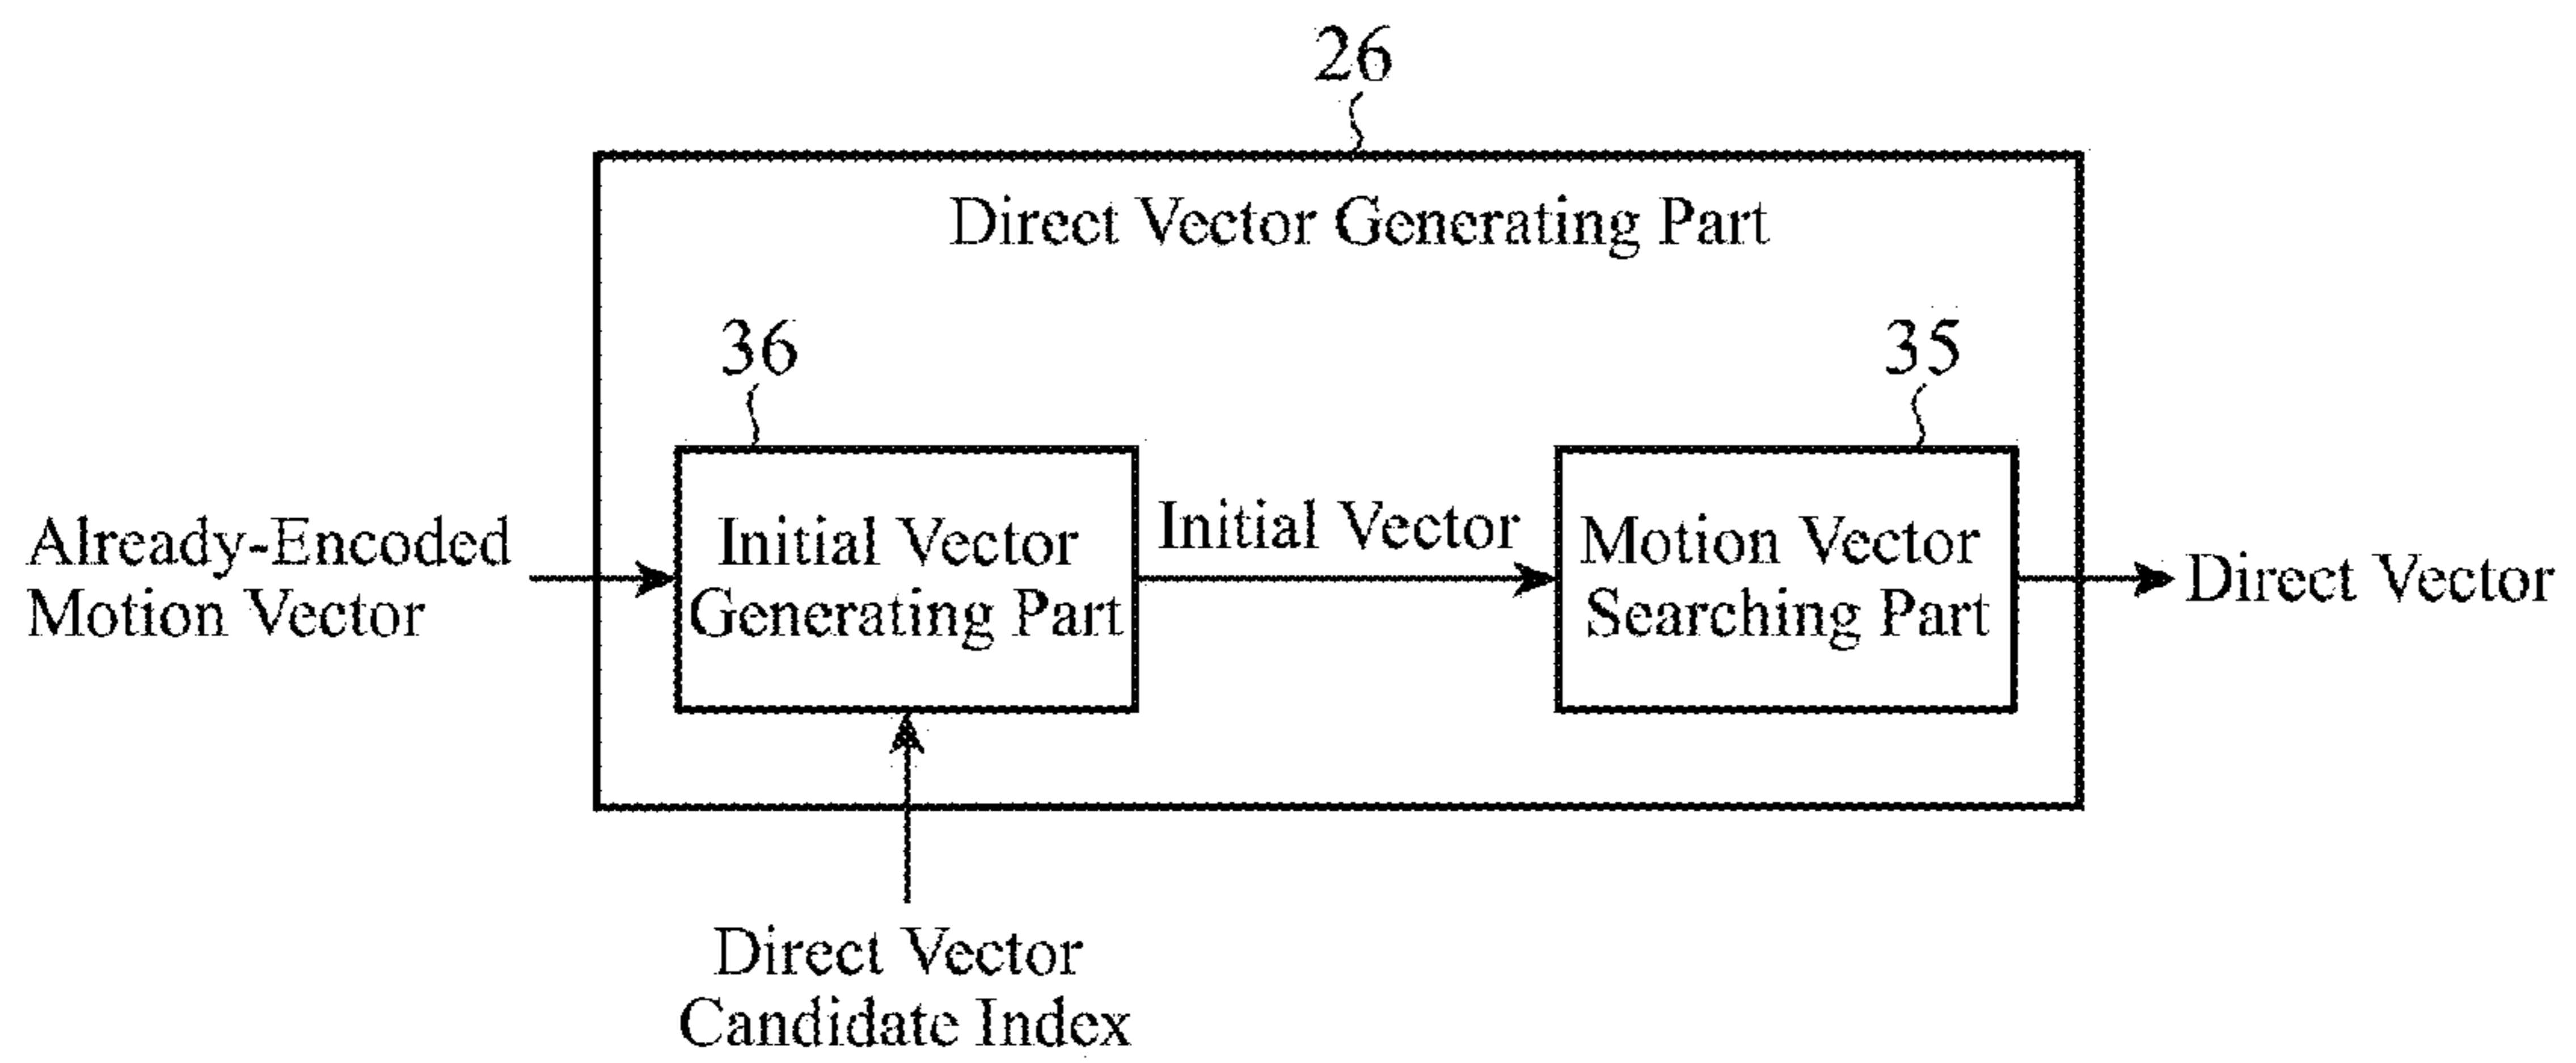 26
Direct Vector Generating Part
36
35
Already-Encoded
Motion Vector
Initial Vector
Generating Part
Initial Vector
Motion Vector
Searching Part
Direct Vector
Direct Vector
Candidate Index